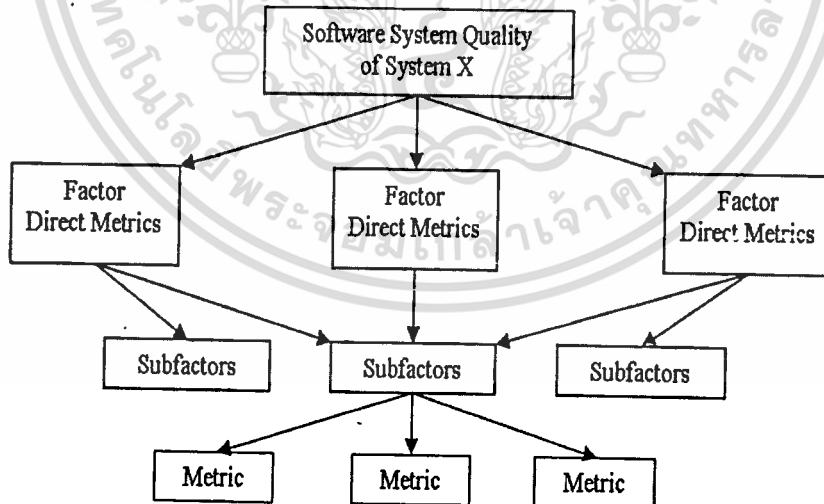 Software System Quality
of System X
Factor
Direct Metrics
Factor
Direct Metrics
Factor
Direct Metrics
Subfactors
Subfactors
Subfactors
Metric
Metric
Metric